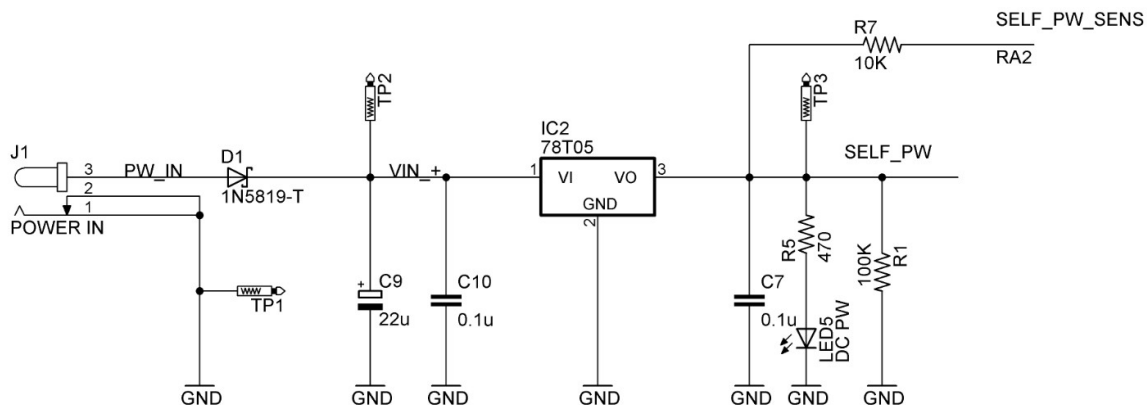 SELF_PW_SENS
R7
10K
RA2
TP2
TP3
IC2
78T05
J1
3
PW_IN
D1
VIN_+
1
VI
VO
3
SELF_PW
2
1N5819-T
GND
1
POWER IN
2
R5
470
100K
R1
TP1
+
C9
22u
C10
0.1u
C7
0.1u
LED5
DC PW
GND
GND
GND
GND
GND
GND
GND